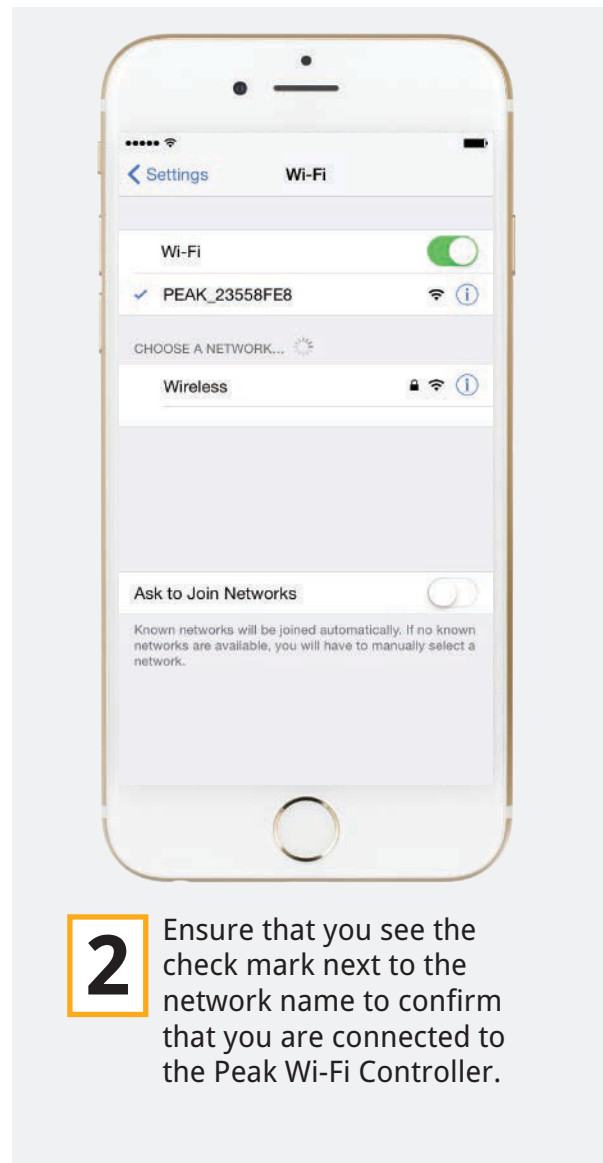 Settings
Wi-Fi
Wi-Fi
PEAK_23558FE8
CHOOSE A NETWORK...
Wireless
Ask to Join Networks
Known networks will be joined automatically. If no known
networks are available, you will have to manually select a
network.
2
Ensure that you see the
check mark next to the
network name to confirm
that you are connected to
the Peak Wi-Fi Controller.